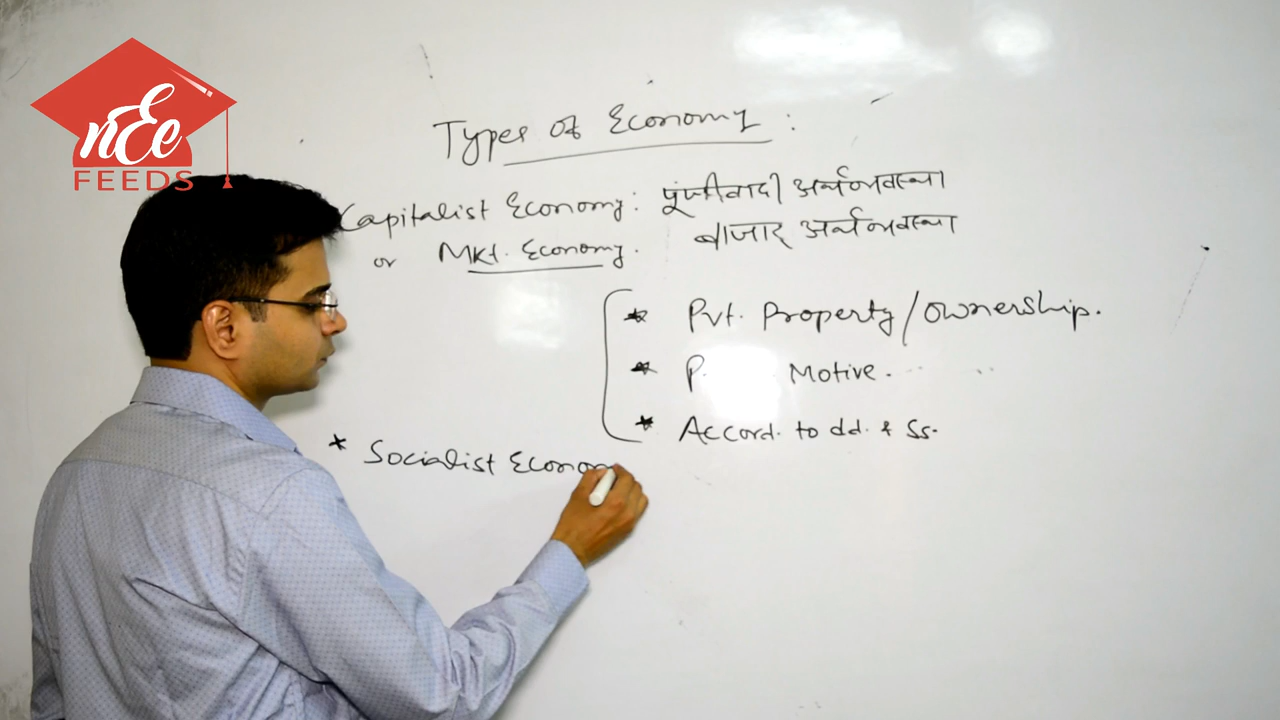 nEe
FEEDS
Types of Economy :
Capitalist Economy : पूंजीवादी अर्थव्यवस्था
or Mkt. Economy. बाजार अर्थव्यवस्था
* Pvt. Property / Ownership.
* P. Motive.
* Accord. to dd. & ss.
* Socialist Econom